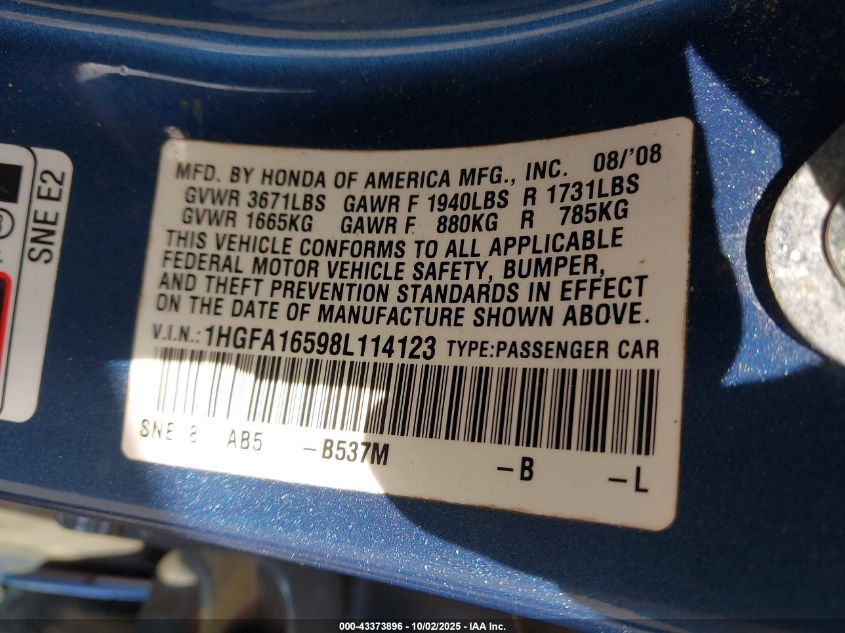 SNE E2
MFD. BY HONDA OF AMERICA MFG., INC. 08/'08
GVWR 3671LBS GAWR F 1940LBS R 1731LBS
GVWR 1665KG GAWR F 880KG R 785KG
THIS VEHICLE CONFORMS TO ALL APPLICABLE
FEDERAL MOTOR VEHICLE SAFETY, BUMPER,
AND THEFT PREVENTION STANDARDS IN EFFECT
ON THE DATE OF MANUFACTURE SHOWN ABOVE.
V.I.N.: 1HGFA16598L114123 TYPE:PASSENGER CAR
SNE 8 AB5 -B537M -B -L
000-43373896 - 10/02/2025 - IAA Inc.